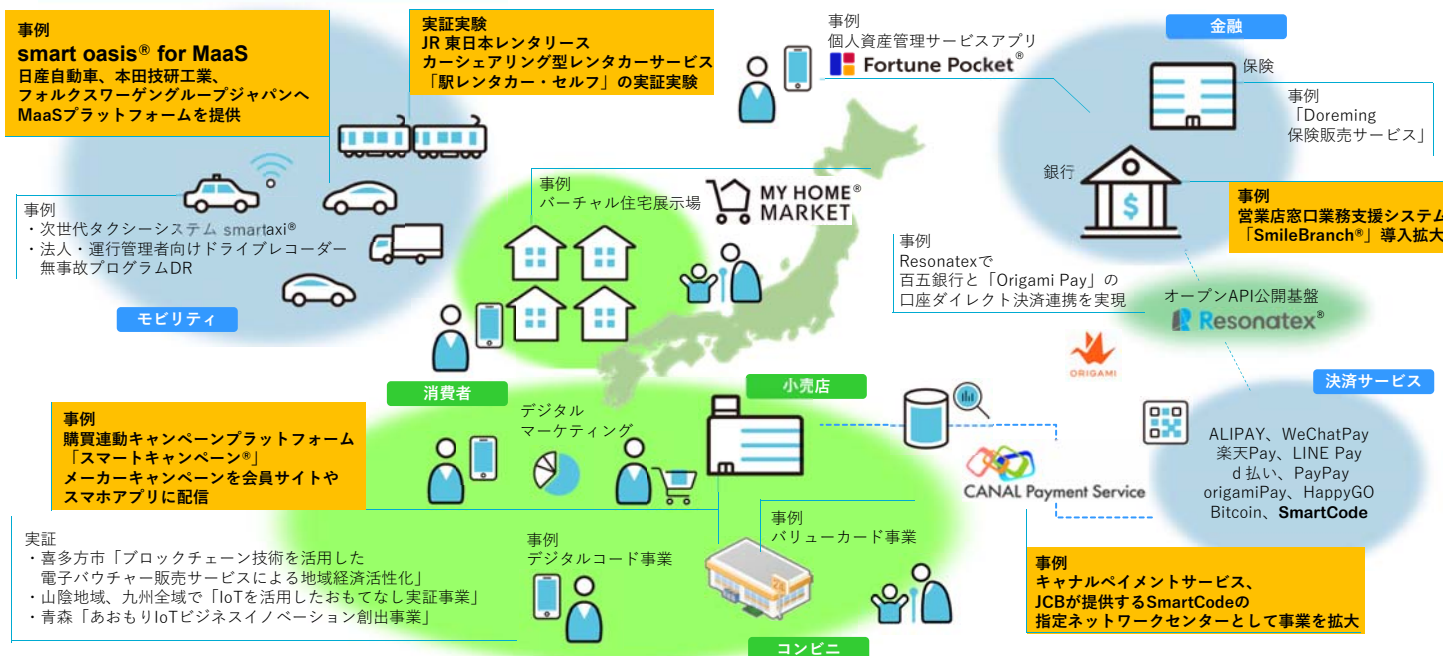 事例
smart oasis® for MaaS
日産自動車、本田技研工業、
フォルクスワーゲングループジャパンへ
MaaSプラットフォームを提供
実証実験
JR 東日本レンタリース
カーシェアリング型レンタカーサービス
「駅レンタカー・セルフ」の実証実験
事例
個人資産管理サービスアプリ
Fortune Pocket®
金融
保険
事例
「Doreming
保険販売サービス」
銀行
事例
営業店窓口業務支援システム
「SmileBranch®」導入拡大
事例
・次世代タクシーシステム smartaxi®
・法人・運行管理者向けドライブレコーダー
無事故プログラムDR
モビリティ
事例
バーチャル住宅展示場
MY HOME®
MARKET
事例
Resonatexで
百五銀行と「Origami Pay」の
口座ダイレクト決済連携を実現
オープンAPI公開基盤
Resonatex®
ORIGAMI
消費者
小売店
決済サービス
事例
購買連動キャンペーンプラットフォーム
「スマートキャンペーン®」
メーカーキャンペーンを会員サイトや
スマホアプリに配信
デジタル
マーケティング
CANAL Payment Service
ALIPAY、WeChatPay
楽天Pay、LINE Pay
d 払い、PayPay
origamiPay、HappyGO
Bitcoin、SmartCode
実証
・喜多方市「ブロックチェーン技術を活用した
電子バウチャー販売サービスによる地域経済活性化」
・山陰地域、九州全域で「IoTを活用したおもてなし実証事業」
・青森「あおもりIoTビジネスイノベーション創出事業」
事例
デジタルコード事業
事例
バリューカード事業
コンビニ
事例
キャナルペイメントサービス、
JCBが提供するSmartCodeの
指定ネットワークセンターとして事業を拡大